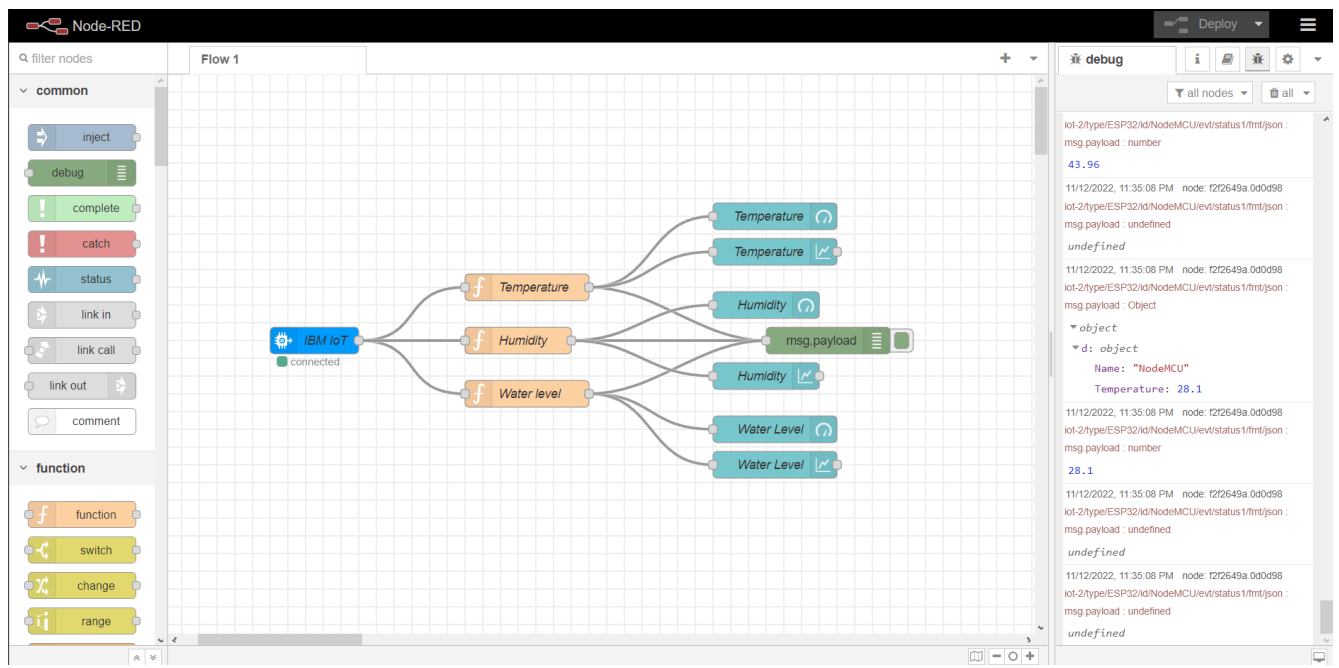 Node-RED
Deploy
filter nodes
Flow 1
debug
i
common
all nodes
all
inject
debug
complete
catch
status
link in
link call
link out
comment
function
function
switch
change
range
IBM IoT
connected
Temperature
Humidity
Water level
Temperature
Temperature
Humidity
msg.payload
Humidity
Water Level
Water Level
iot-2/type/ESP32/id/NodeMCU/evt/status1/fmt/json :
msg.payload : number
43.96
11/12/2022, 11:35:08 PM node: f2f2649a.0d0d98
iot-2/type/ESP32/id/NodeMCU/evt/status1/fmt/json :
msg.payload : undefined
undefined
11/12/2022, 11:35:08 PM node: f2f2649a.0d0d98
iot-2/type/ESP32/id/NodeMCU/evt/status1/fmt/json :
msg.payload : Object
object
d: object
Name: "NodeMCU"
Temperature: 28.1
11/12/2022, 11:35:08 PM node: f2f2649a.0d0d98
iot-2/type/ESP32/id/NodeMCU/evt/status1/fmt/json :
msg.payload : number
28.1
11/12/2022, 11:35:08 PM node: f2f2649a.0d0d98
iot-2/type/ESP32/id/NodeMCU/evt/status1/fmt/json :
msg.payload : undefined
undefined
11/12/2022, 11:35:08 PM node: f2f2649a.0d0d98
iot-2/type/ESP32/id/NodeMCU/evt/status1/fmt/json :
msg.payload : undefined
undefined